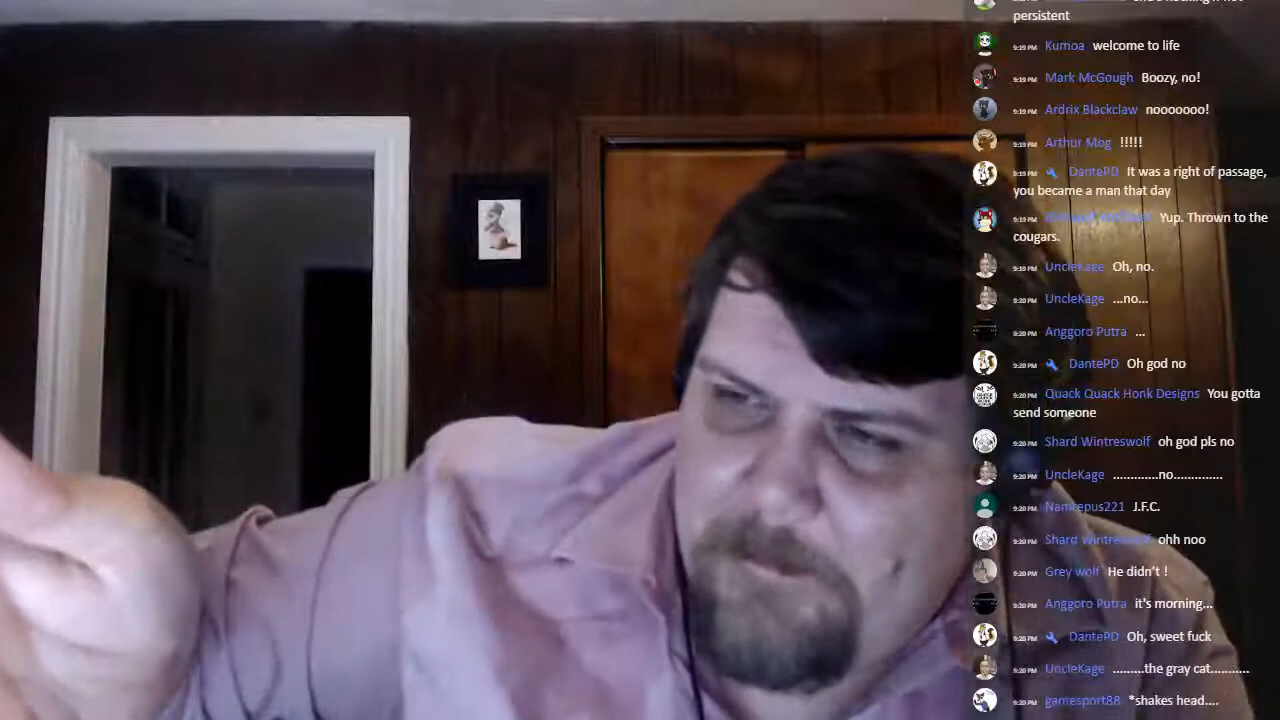 persistent
9:19 PM Kumoa welcome to life
9:19 PM Mark McGough Boozy, no!
9:19 PM Ardrix Blackclaw nooooooo!
9:19 PM Arthur Mog !!!!!
9:19 PM DantePD It was a right of passage,
you became a man that day
9:19 PM Yup. Thrown to the
cougars.
9:19 PM UncleKage Oh, no.
9:20 PM UncleKage ...no...
9:20 PM Anggoro Putra ...
9:20 PM DantePD Oh god no
9:20 PM Quack Quack Honk Designs You gotta
send someone
9:20 PM Shard Wintreswolf oh god pls no
9:20 PM UncleKage .............no..............
9:20 PM Namrepus221 J.F.C.
9:20 PM Shard Wintreswolf ohh noo
9:20 PM Grey wolf He didn't !
9:20 PM Anggoro Putra it's morning...
9:20 PM DantePD Oh, sweet fuck
9:20 PM UncleKage .........the gray cat..........
9:20 PM gamesport88 *shakes head....